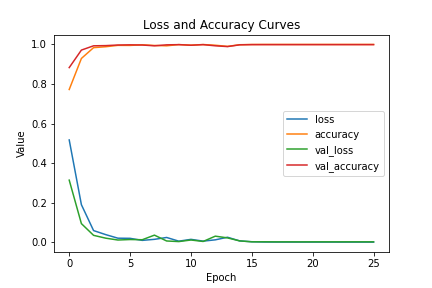 Loss and Accuracy Curves
1.0
0.8
0.6
0.4
0.2
0.0
Value
loss
accuracy
val_loss
val_accuracy
0 5 10 15 20 25
Epoch